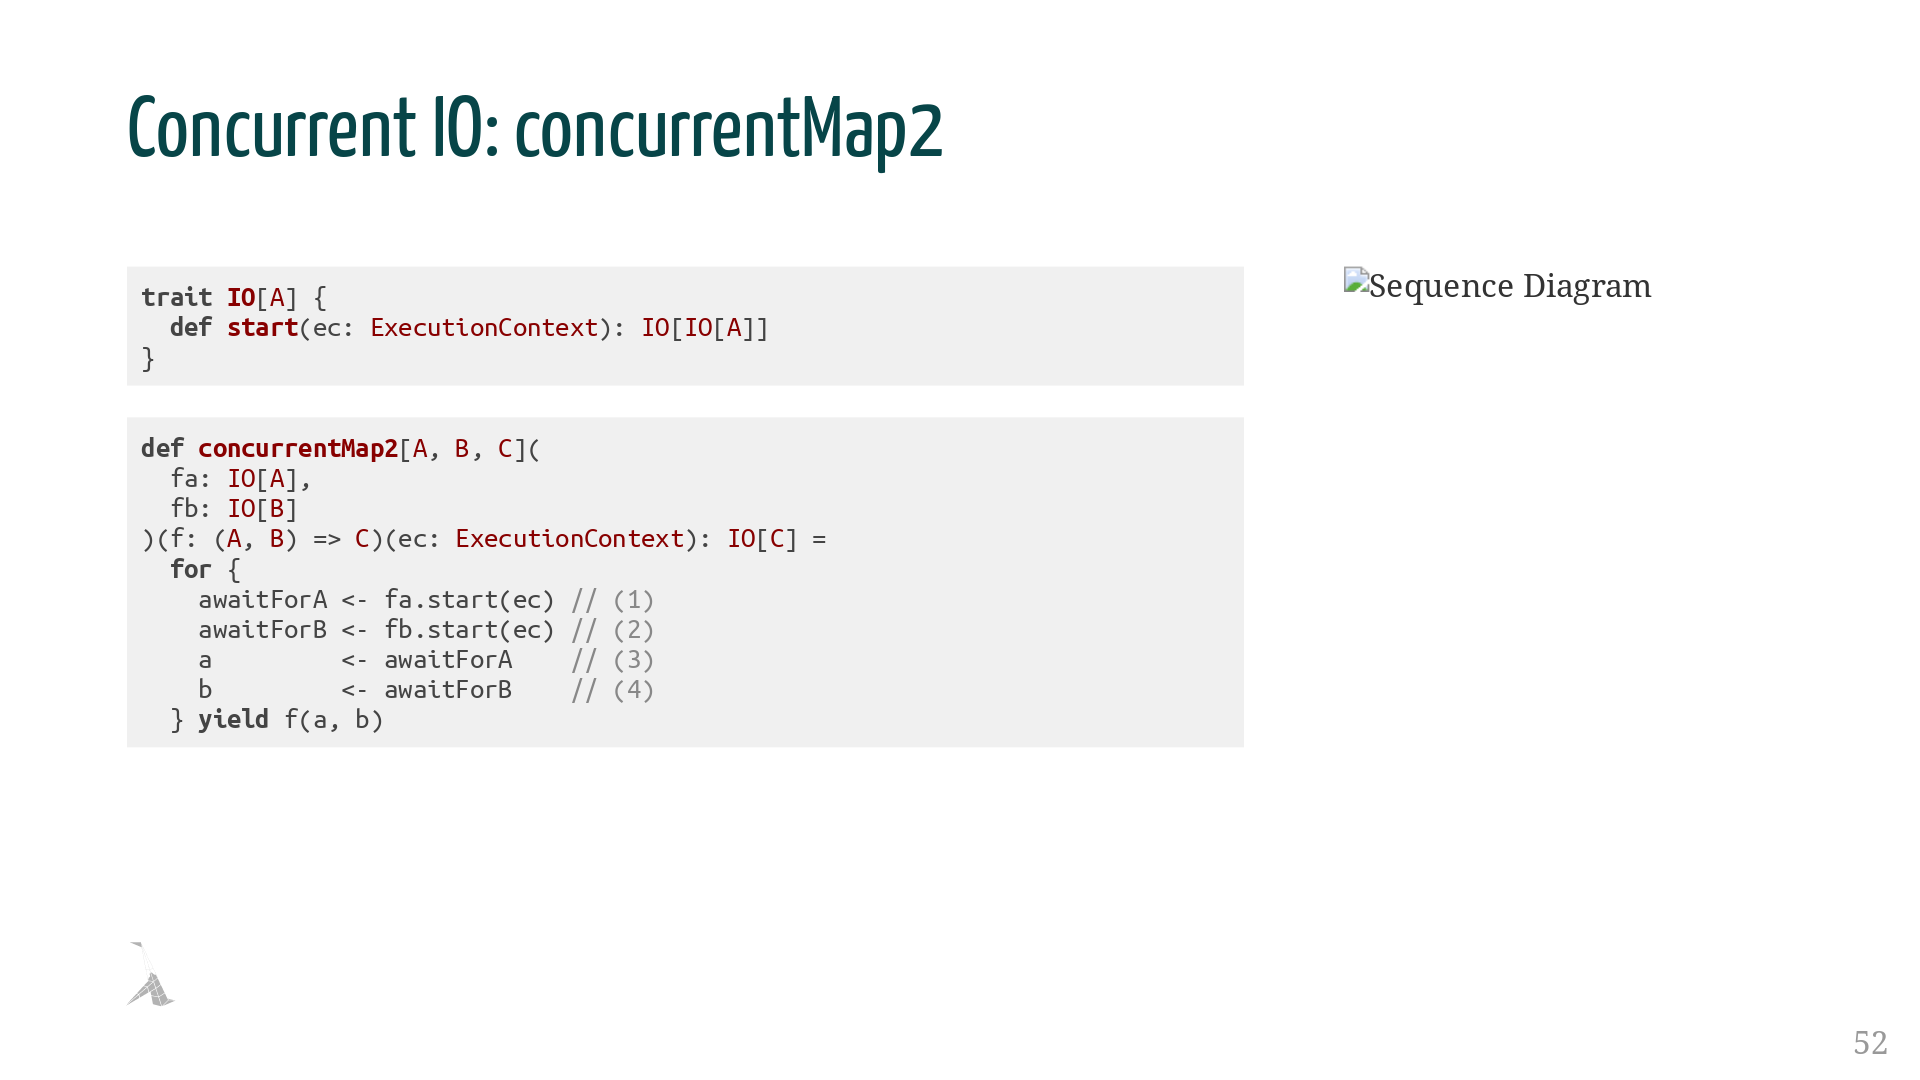 Concurrent IO: concurrentMap2
trait IO[A] {
  def start(ec: ExecutionContext): IO[IO[A]]
}
def concurrentMap2[A, B, C](
  fa: IO[A],
  fb: IO[B]
)(f: (A, B) => C)(ec: ExecutionContext): IO[C] =
  for {
    awaitForA <- fa.start(ec) // (1)
    awaitForB <- fb.start(ec) // (2)
    a         <- awaitForA    // (3)
    b         <- awaitForB    // (4)
  } yield f(a, b)
Sequence Diagram
52